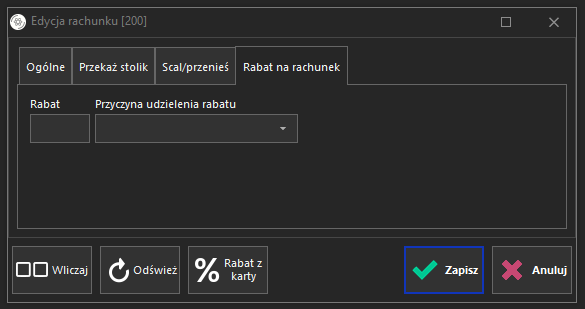 Edycja rachunku [200]
Ogólne Przekaż stolik Scal/przenieś Rabat na rachunek
Rabat Przyczyna udzielenia rabatu
Wliczaj Odśwież Rabat z Zapisz Anuluj
karty